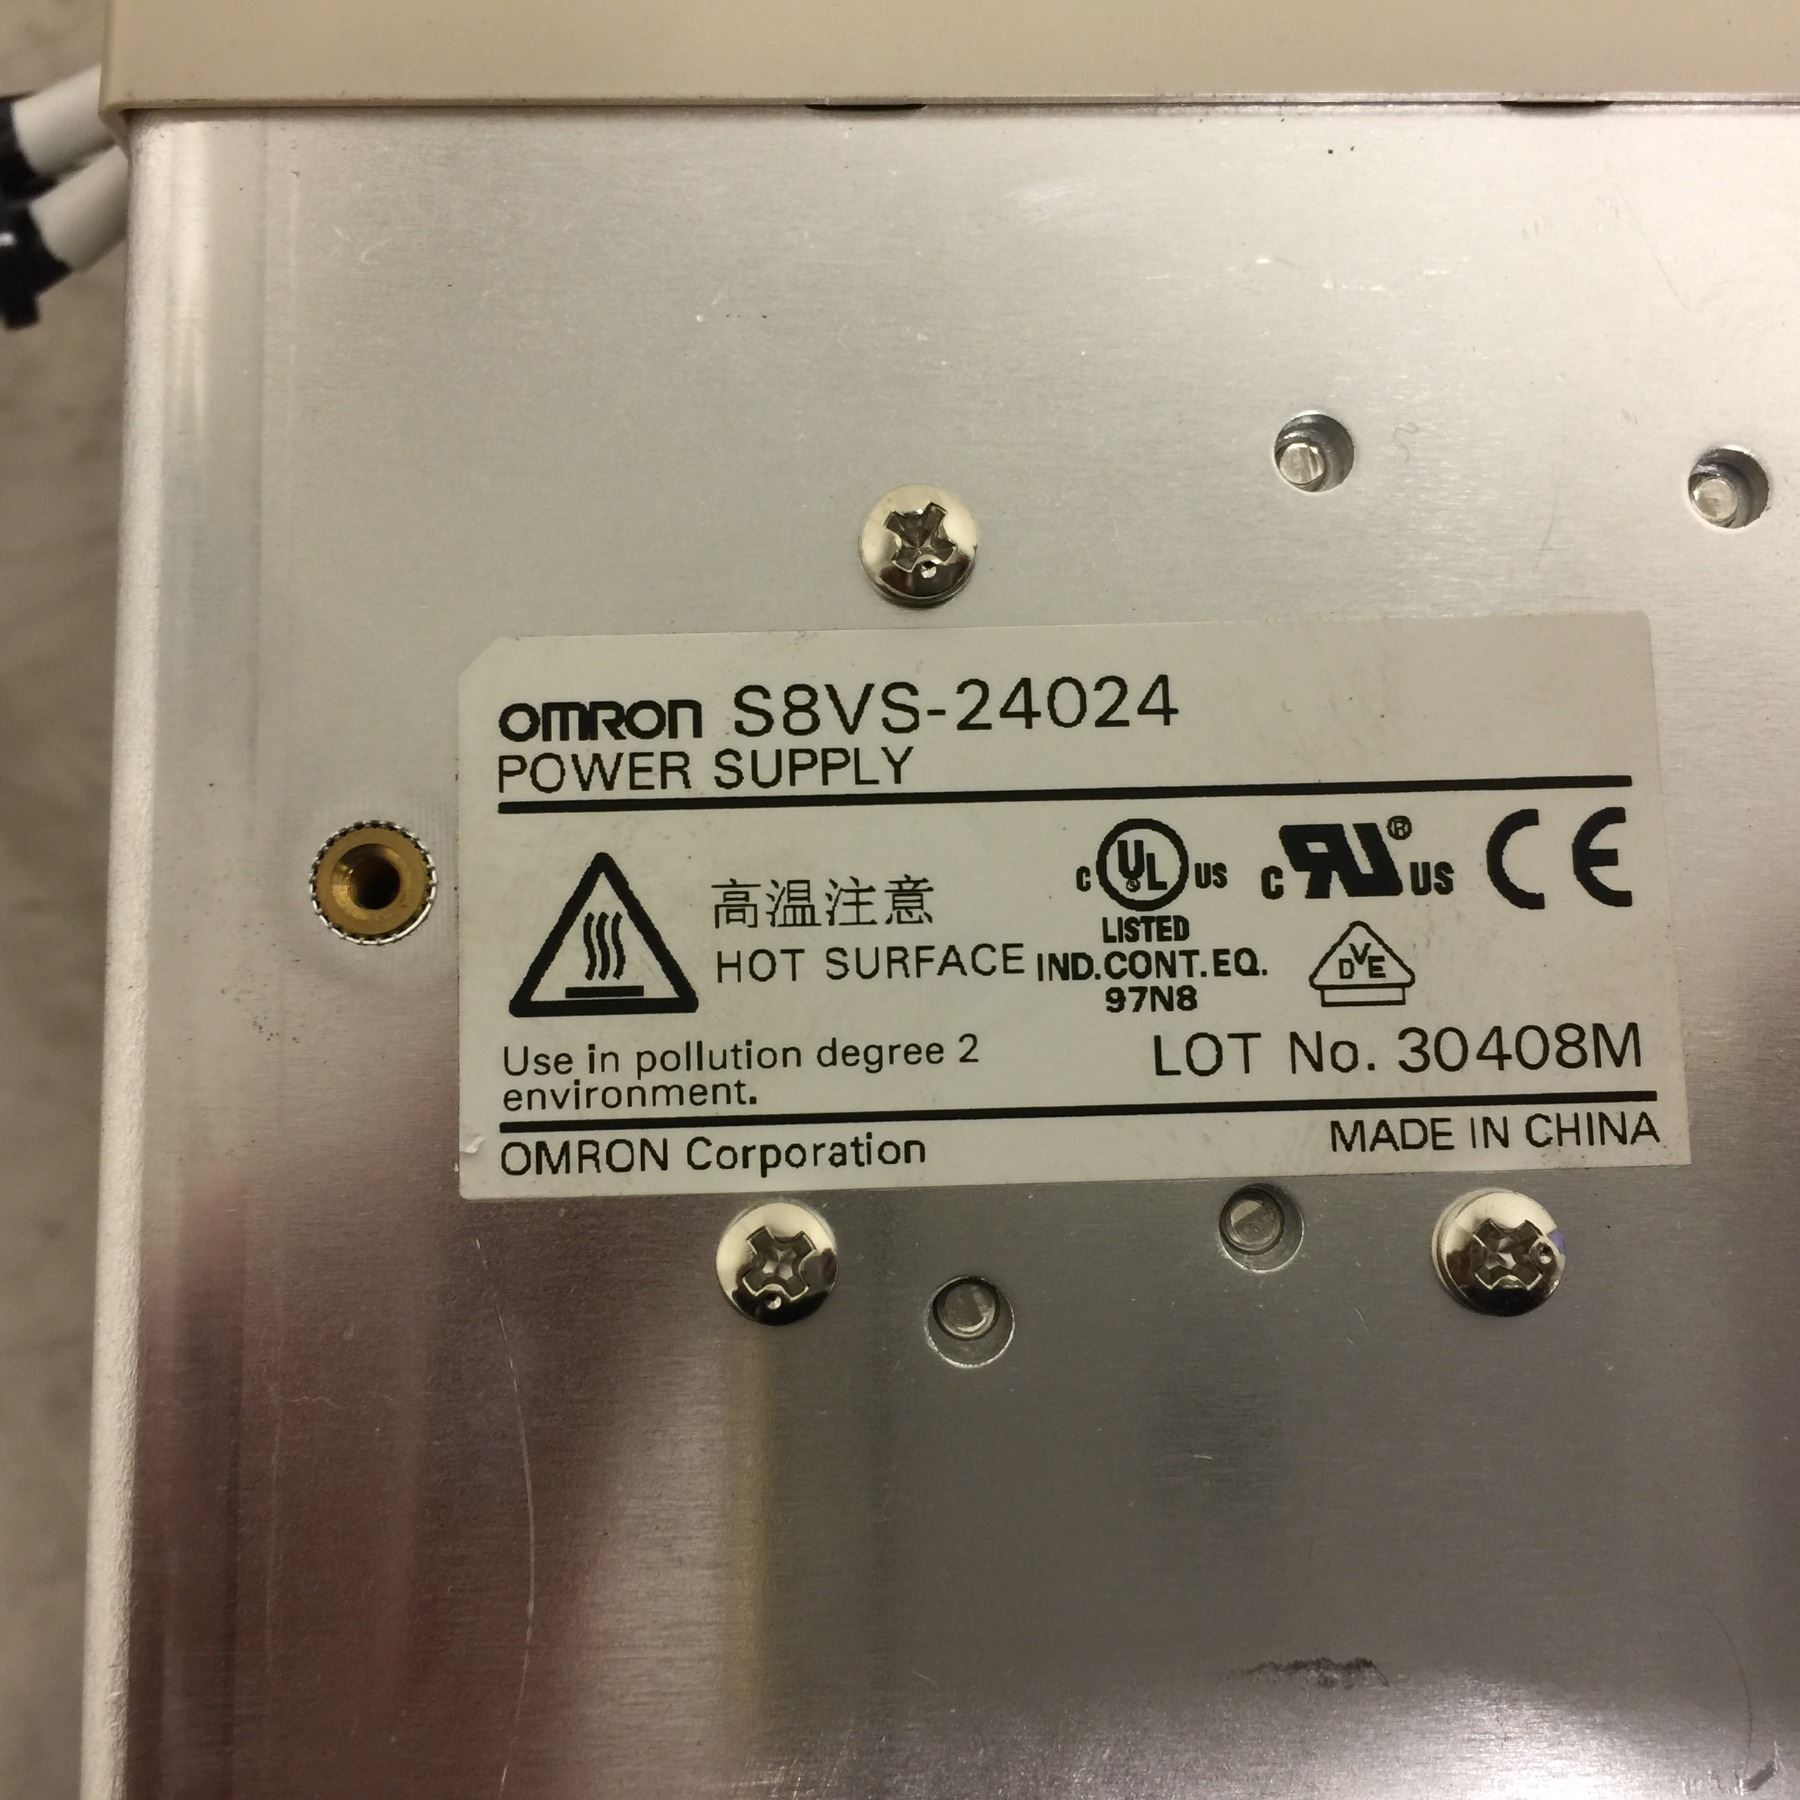 OMRON S8VS-24024
POWER SUPPLY
高温注意
HOT SURFACE
Use in pollution degree 2
environment.
C UL US
LISTED
IND.CONT.EQ.
97N8
C RU ® US
CE
DVE
LOT No. 30408M
OMRON Corporation
MADE IN CHINA